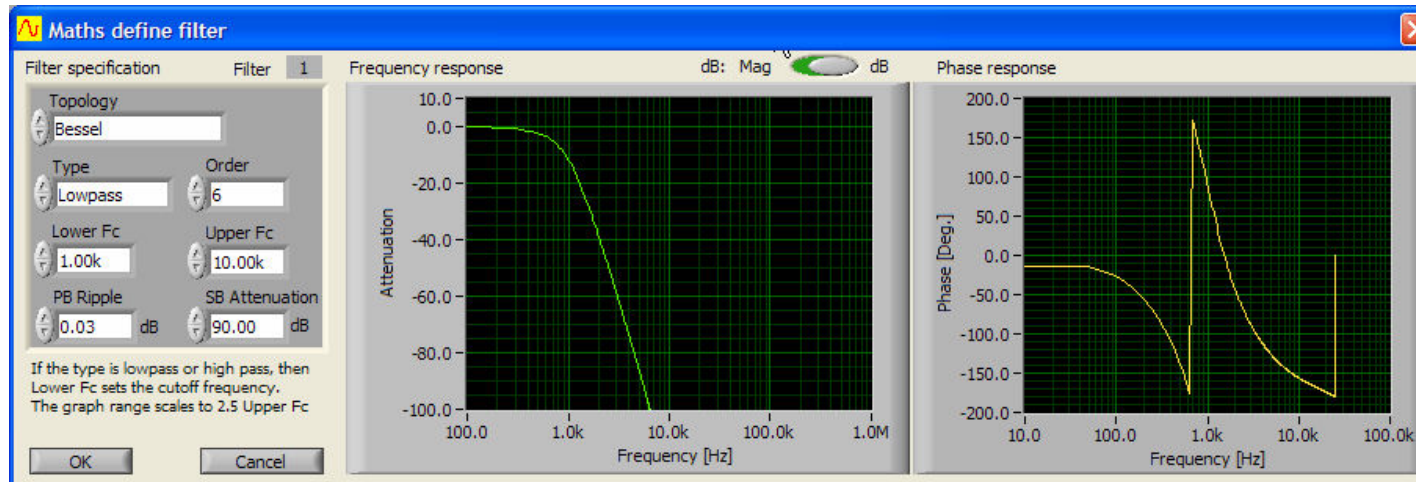 Maths define filter
Filter specification
Filter 1
Topology
Bessel
Type
Order
Lowpass
6
Lower Fc
Upper Fc
1.00k
10.00k
PB Ripple
SB Attenuation
0.03 dB
90.00 dB
If the type is lowpass or high pass, then
Lower Fc sets the cutoff frequency.
The graph range scales to 2.5 Upper Fc
OK
Cancel
Frequency response
dB: Mag dB
10.0
0.0
-20.0
-40.0
-60.0
-80.0
-100.0
Attenuation
100.0 1.0k 10.0k 100.0k 1.0M
Frequency [Hz]
Phase response
200.0
150.0
100.0
50.0
0.0
-50.0
-100.0
-150.0
-200.0
Phase [Deg.]
10.0 100.0 1.0k 10.0k 100.0k
Frequency [Hz]